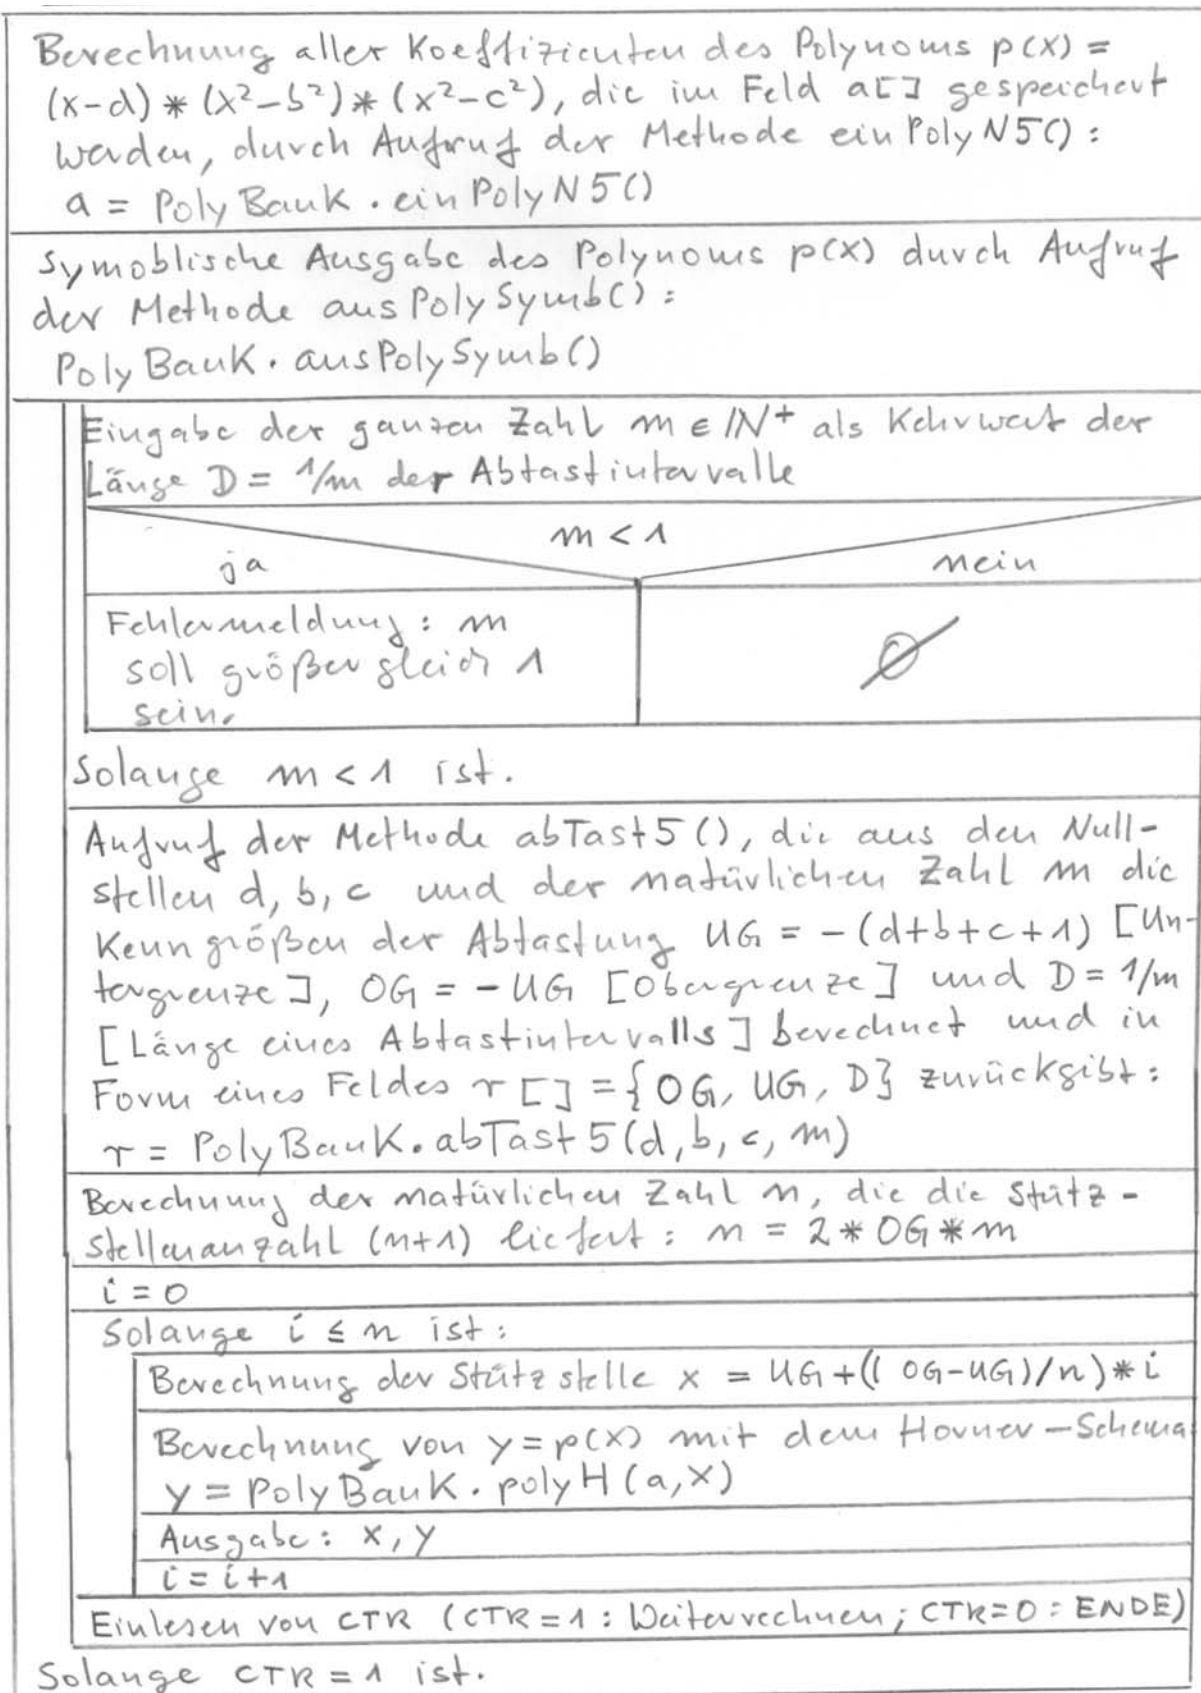 Berechnung aller Koeffizienten des Polynoms p(x) =
(x-d) * (x²-b²) * (x²-c²), die im Feld a[] gespeichert
werden, durch Aufruf der Methode einPolyN5():
a = PolyBanK.einPolyN5()
Symoblische Ausgabe des Polynoms p(x) durch Aufruf
der Methode ausPolySymb():
PolyBanK.ausPolySymb()
Eingabe der ganzen Zahl m ∈ IN⁺ als Kehrwert der
Länge D = 1/m der Abtastintervalle
m < 1
ja
nein
Fehlermeldung: m
soll größer gleich 1
sein.
Ø
Solange m < 1 ist.
Aufruf der Methode abTast5(), die aus den Null-
stellen d, b, c und der natürlichen Zahl m die
Kenngrößen der Abtastung UG = -(d+b+c+1) [Un-
tergrenze], OG = -UG [Obergrenze] und D = 1/m
[Länge eines Abtastintervalls] berechnet und in
Form eines Feldes r[] = {OG, UG, D} zurückgibt:
r = PolyBanK.abTast5(d, b, c, m)
Berechnung der natürlichen Zahl n, die die Stütz-
stellenanzahl (n+1) liefert: n = 2 * OG * m
i = 0
Solange i ≤ n ist:
Berechnung der Stützstelle x = UG + ((OG-UG)/n) * i
Berechnung von y = p(x) mit dem Horner-Schema
y = PolyBanK.polyH(a,x)
Ausgabe: x, y
i = i+1
Einlesen von CTR (CTR=1: Weiterrechnen; CTR=0: ENDE)
Solange CTR = 1 ist.